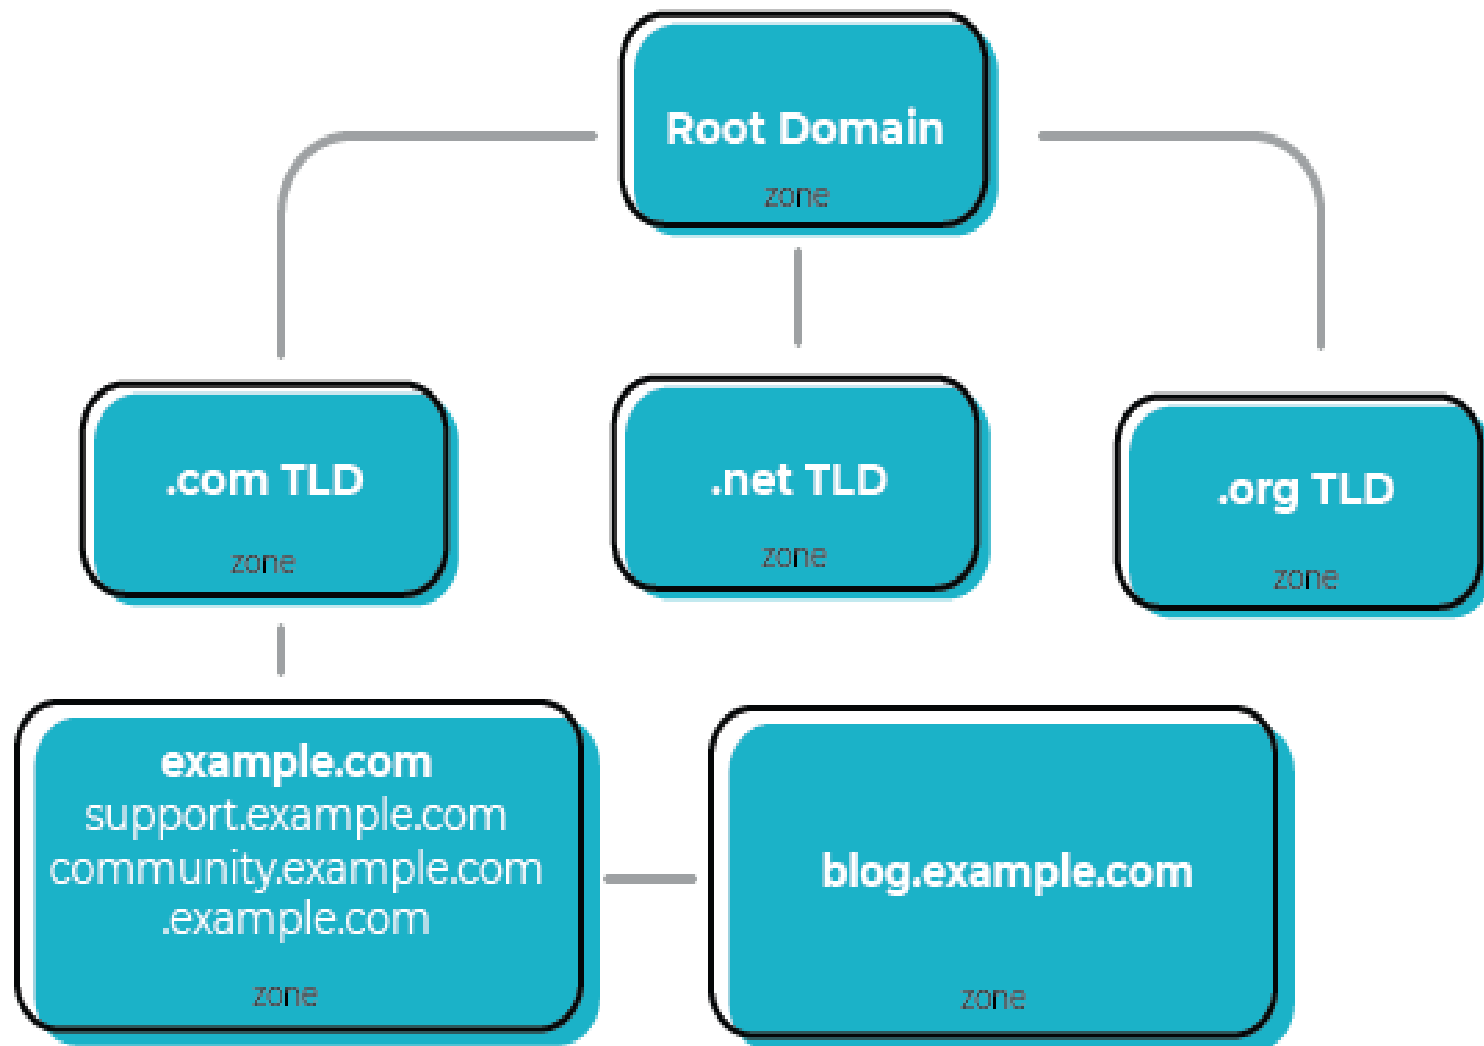 Root Domain
zone
.com TLD
zone
.net TLD
zone
.org TLD
zone
example.com
support.example.com
community.example.com
.example.com
zone
blog.example.com
zone